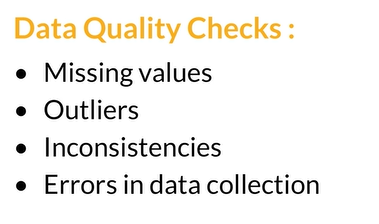 Data Quality Checks :
• Missing values
• Outliers
• Inconsistencies
• Errors in data collection